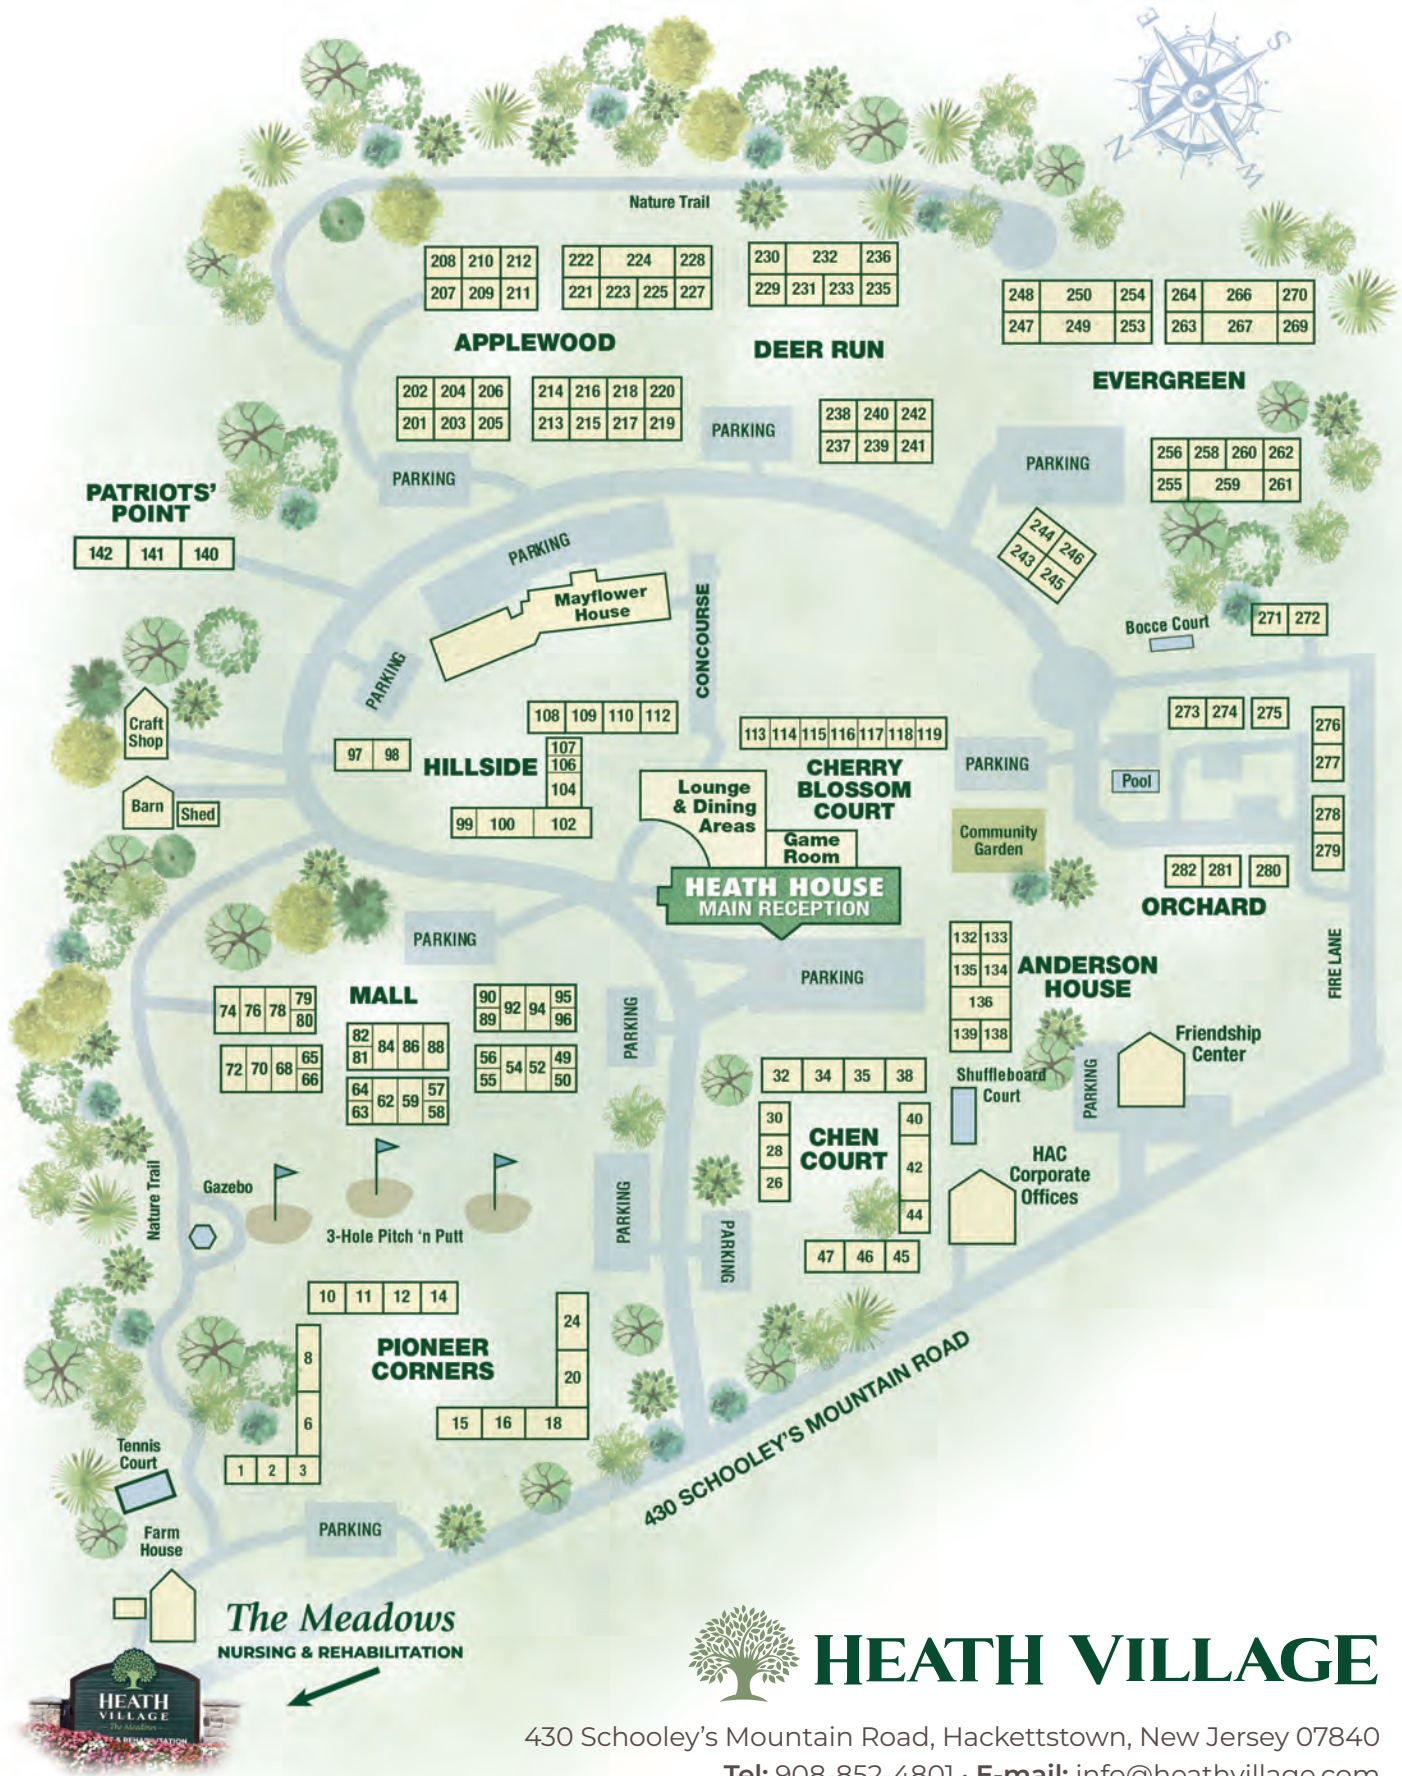 E
S
N
W
Nature Trail
208 210 212
207 209 211
222 224 228
221 223 225 227
230 232 236
229 231 233 235
248 250 254
247 249 253
264 266 270
263 267 269
APPLEWOOD
DEER RUN
EVERGREEN
202 204 206
201 203 205
214 216 218 220
213 215 217 219
PARKING
238 240 242
237 239 241
PARKING
PARKING
256 258 260 262
255 259 261
PATRIOTS'
POINT
142 141 140
PARKING
244 246
243 245
Mayflower
House
CONCOURSE
Bocce Court
271 272
PARKING
Craft
Shop
108 109 110 112
273 274 275
276
277
97 98
HILLSIDE
107
106
104
113 114 115 116 117 118 119
CHERRY
BLOSSOM
COURT
PARKING
Pool
Barn
Shed
99 100 102
Lounge
& Dining
Areas
Game
Room
Community
Garden
278
279
HEATH HOUSE
MAIN RECEPTION
282 281 280
ORCHARD
PARKING
PARKING
132 133
135 134
136
139 138
ANDERSON
HOUSE
FIRE LANE
MALL
74 76 78 79
80
90 92 94 95
89 96
82 84 86 88
81
72 70 68 65
66
56 54 52 49
55 50
64 62 59 57
63 58
PARKING
32 34 35 38
Shuffleboard
Court
PARKING
Friendship
Center
30
28
26
CHEN
COURT
40
42
44
HAC
Corporate
Offices
47 46 45
Nature Trail
Gazebo
3-Hole Pitch 'n Putt
PARKING
PARKING
10 11 12 14
8
6
1 2 3
PIONEER
CORNERS
24
20
15 16 18
430 SCHOOLEY'S MOUNTAIN ROAD
Tennis
Court
Farm
House
PARKING
The Meadows
NURSING & REHABILITATION
HEATH
VILLAGE
The Meadows
& REHABILITATION
HEATH VILLAGE
430 Schooley's Mountain Road, Hackettstown, New Jersey 07840
Tel: 908-852-4801 • E-mail: info@heathvillage.com